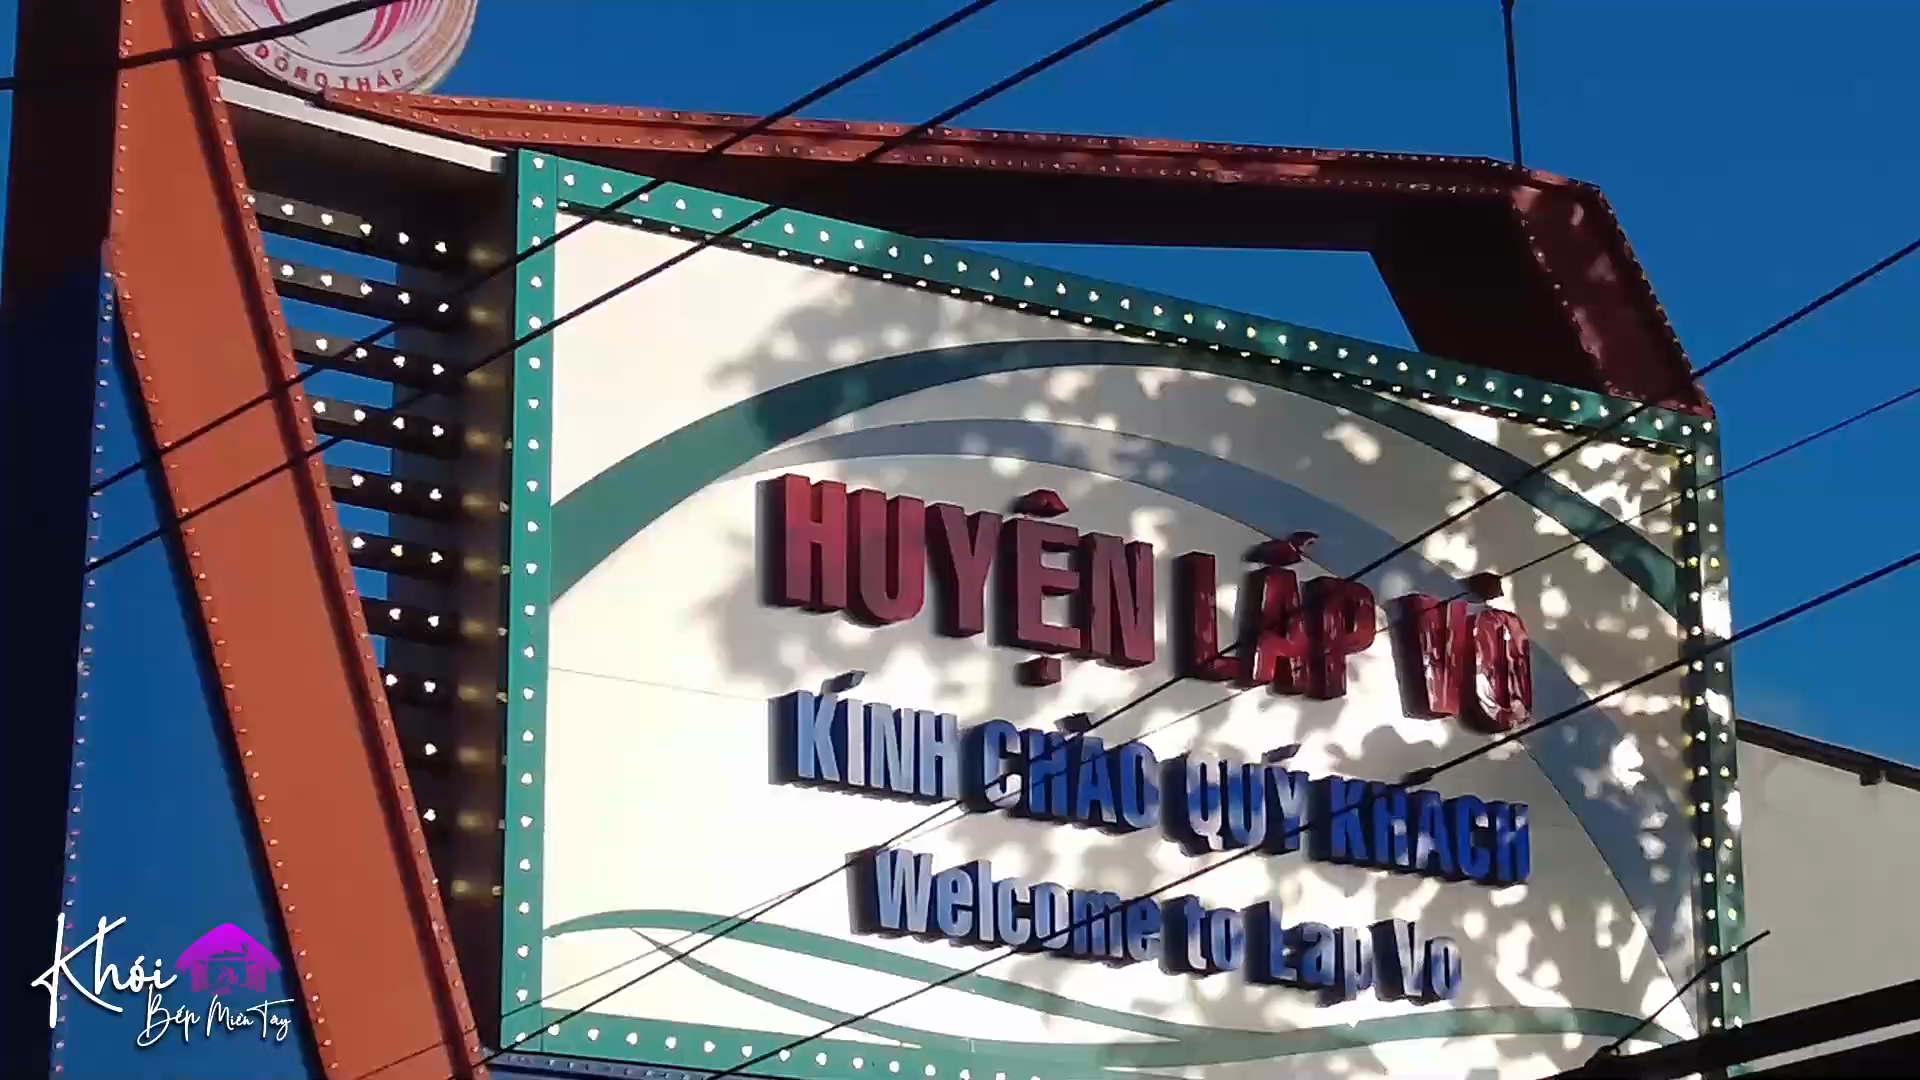 ĐỒNG THÁP
HUYỆN LẤP VÒ
KÍNH CHÀO QUÝ KHÁCH
Welcome to Lap Vo
Khói
Bếp Miền Tây